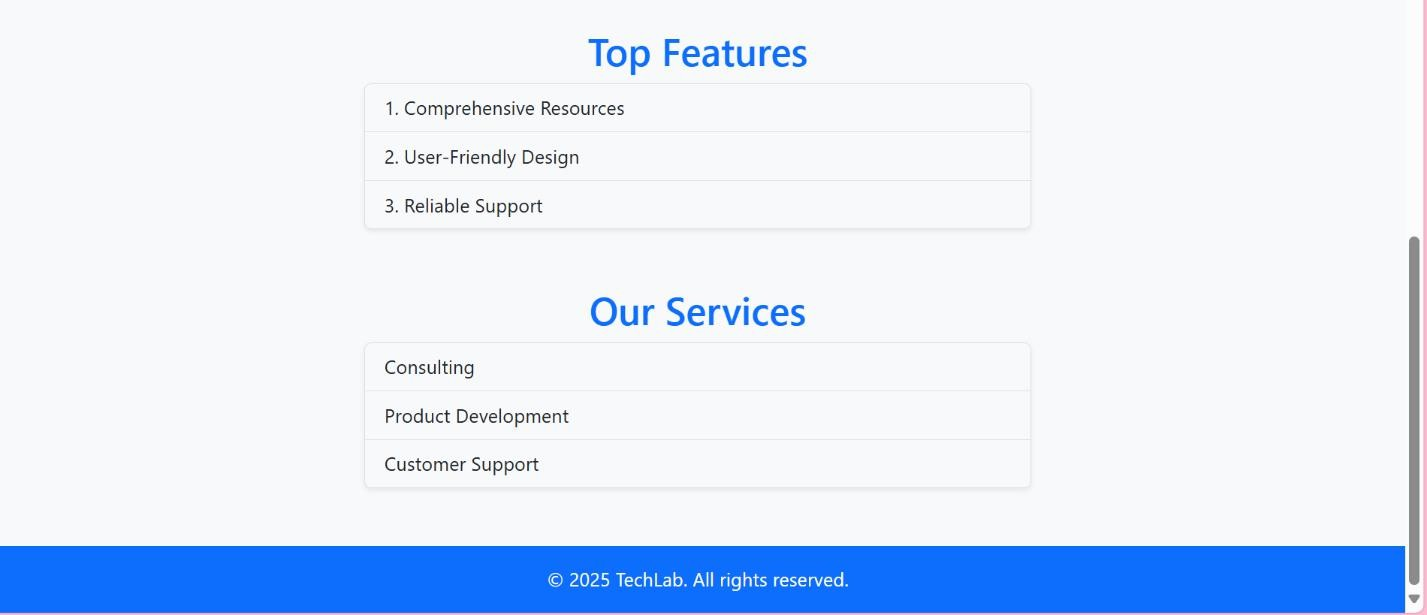 Top Features
1. Comprehensive Resources
2. User-Friendly Design
3. Reliable Support
Our Services
Consulting
Product Development
Customer Support
© 2025 TechLab. All rights reserved.